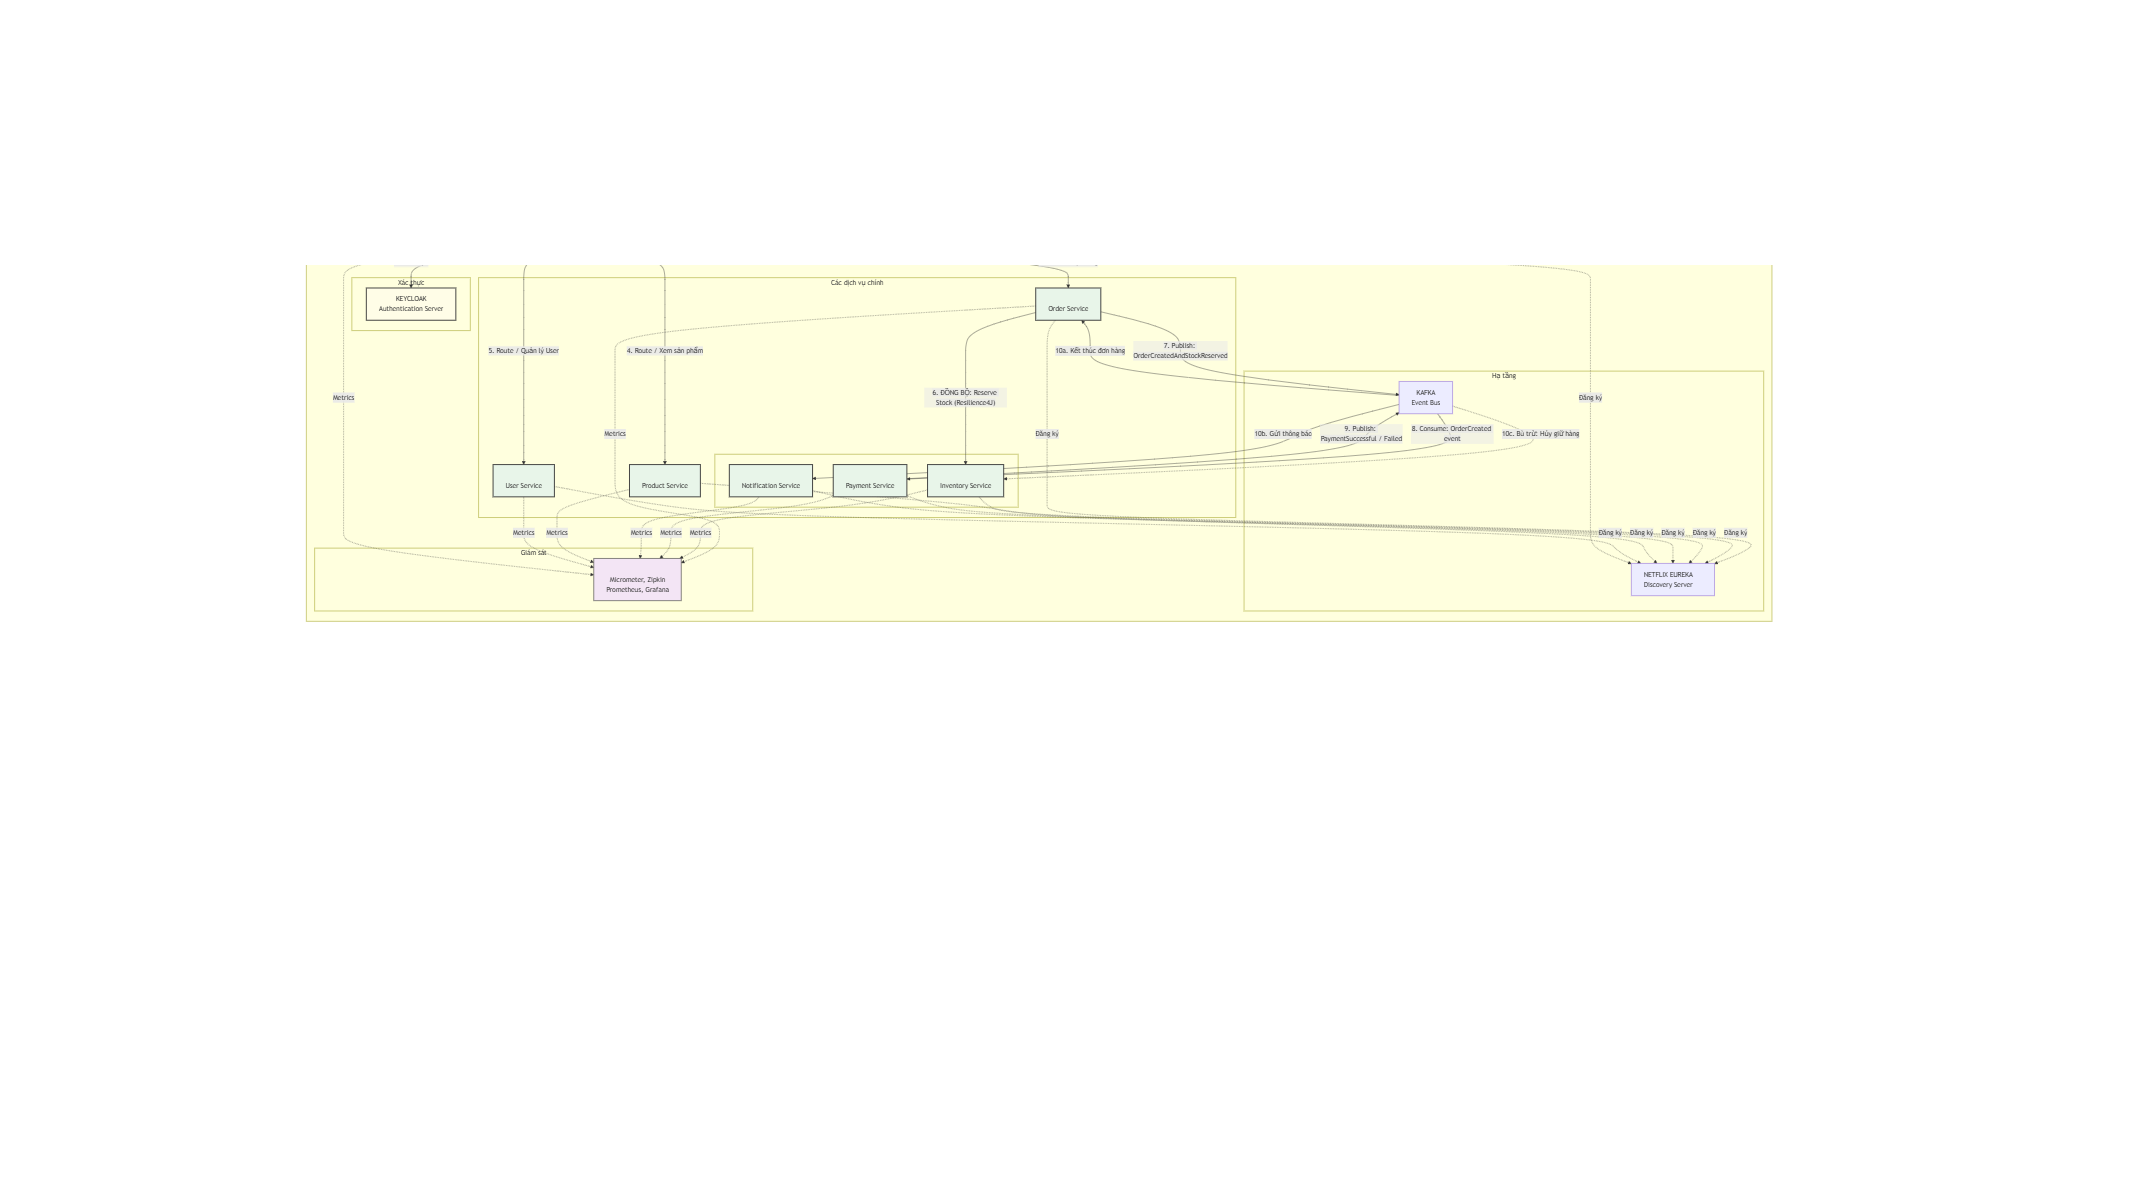 Xác thực
KEYCLOAK
Authentication Server
Các dịch vụ chính
Order Service
5. Route / Quản lý User
4. Route / Xem sản phẩm
10a. Kết thúc đơn hàng
7. Publish:
OrderCreatedAndStockReserved
Hạ tầng
6. ĐỒNG BỘ: Reserve
Stock (Resilience4J)
KAFKA
Event Bus
Metrics
Đăng ký
Metrics
Đăng ký
10b. Gửi thông báo
9. Publish:
PaymentSuccessful / Failed
8. Consume: OrderCreated
event
10c. Bù trừ: Hủy giữ hàng
User Service
Product Service
Notification Service
Payment Service
Inventory Service
Metrics
Metrics
Metrics
Metrics
Metrics
Đăng ký
Đăng ký
Đăng ký
Đăng ký
Đăng ký
Giám sát
Micrometer, Zipkin
Prometheus, Grafana
NETFLIX EUREKA
Discovery Server